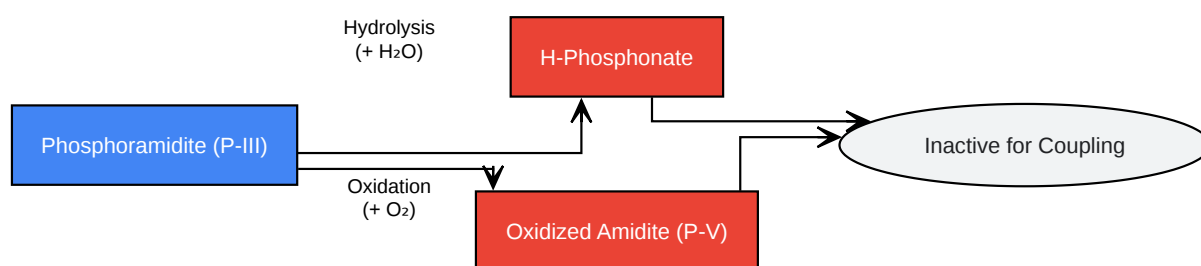 Hydrolysis
(+ H₂O)
H-Phosphonate
Phosphoramidite (P-III)
Inactive for Coupling
Oxidation
(+ O₂)
Oxidized Amidite (P-V)